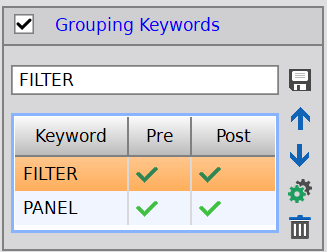 Grouping Keywords
FILTER
Keyword Pre Post
FILTER
PANEL